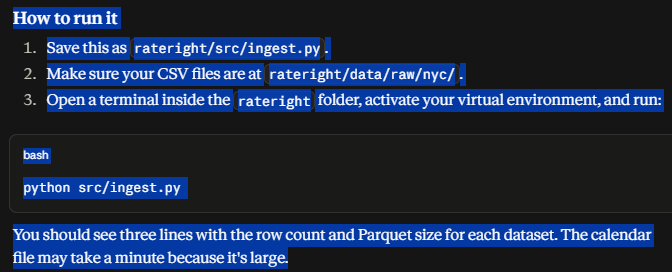 How to run it
1. Save this as rateright/src/ingest.py.
2. Make sure your CSV files are at rateright/data/raw/nyc/.
3. Open a terminal inside the rateright folder, activate your virtual environment, and run:
bash
python src/ingest.py
You should see three lines with the row count and Parquet size for each dataset. The calendar
file may take a minute because it's large.